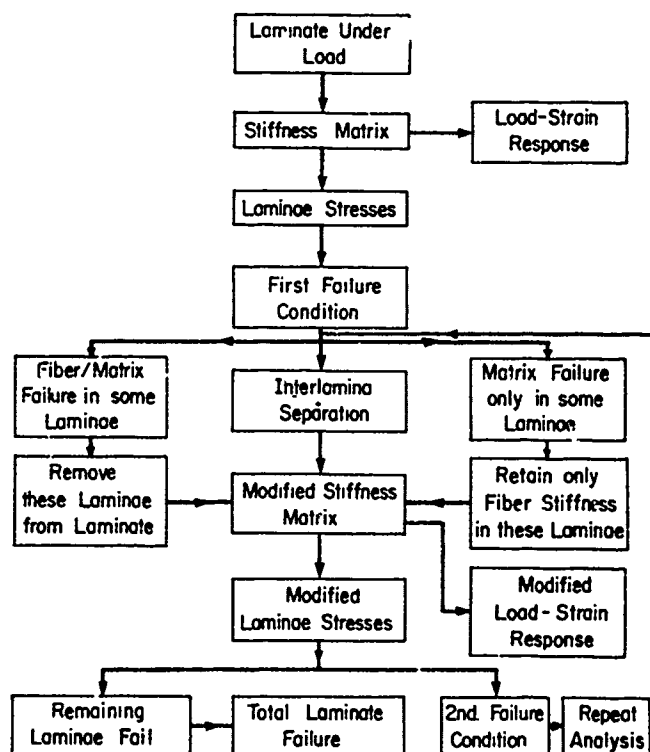 Laminate Under
Load
Stiffness Matrix
Load-Strain
Response
Laminae Stresses
First Failure
Condition
Fiber/Matrix
Failure in some
Laminae
Interlamina
Separation
Matrix Failure
only in some
Laminae
Remove
these Laminae
from Laminate
Modified Stiffness
Matrix
Retain only
Fiber Stiffness
in these Laminae
Modified
Laminae Stresses
Modified
Load-Strain
Response
Remaining
Laminae Fail
Total Laminate
Failure
2nd. Failure
Condition
Repeat
Analysis